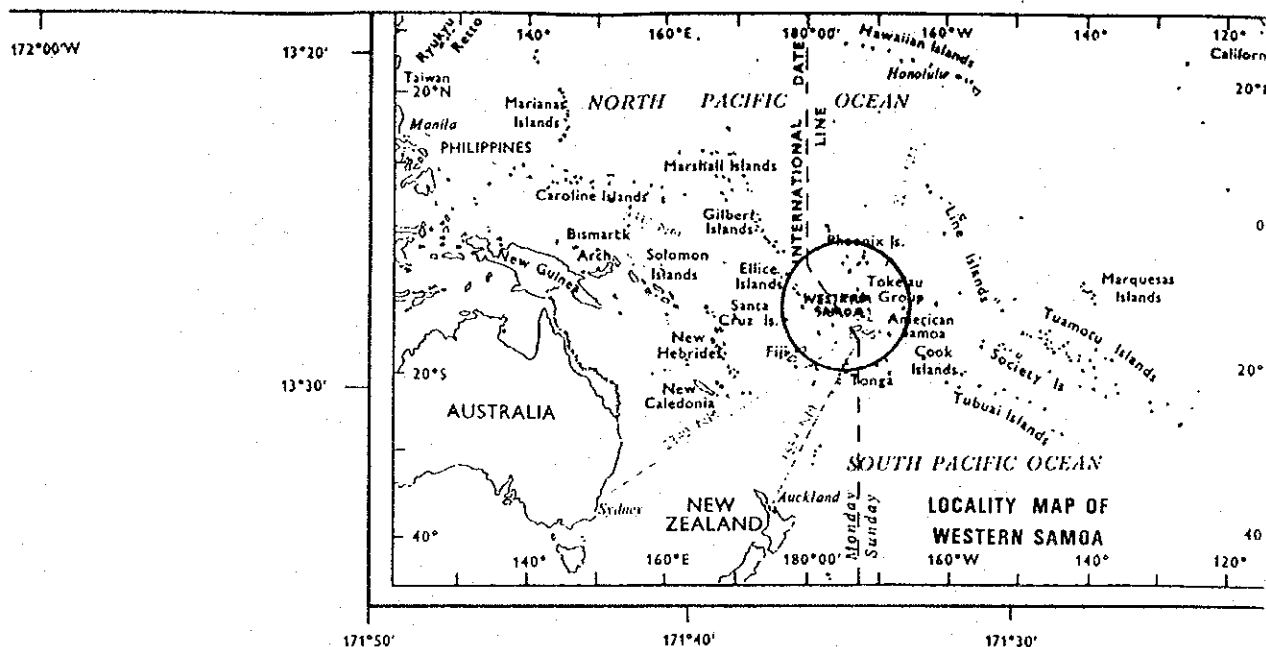 172°00'W
13°20'
140°
160°E
180°00'
160°W
140°
120°
Ryukyu
Retto
Hawaiian Islands
Honolulu
Californ
Taiwan
20°N
Marianas
Islands
NORTH PACIFIC OCEAN
INTERNATIONAL DATE
LINE
Manila
PHILIPPINES
Marshall Islands
Caroline Islands
Gilbert
Islands
Line Islands
0°
Bismark
Arch
New Guinea
Solomon
Islands
Phoenix Is.
Ellice
Islands
Tokelau
Group
Marquesas
Islands
WESTERN
SAMOA
Santa
Cruz Is.
American
Samoa
Tuamotu Islands
New
Hebrides
Fiji
Cook
Islands
Society Is
13°30'
20°S
20°
Tonga
New
Caledonia
Tubuai Islands
AUSTRALIA
SOUTH PACIFIC OCEAN
Sydney
NEW
ZEALAND
Auckland
Monday
Sunday
LOCALITY MAP OF
WESTERN SAMOA
40°
40
140°
160°E
180°00'
160°W
140°
120°
171°50'
171°40'
171°30'